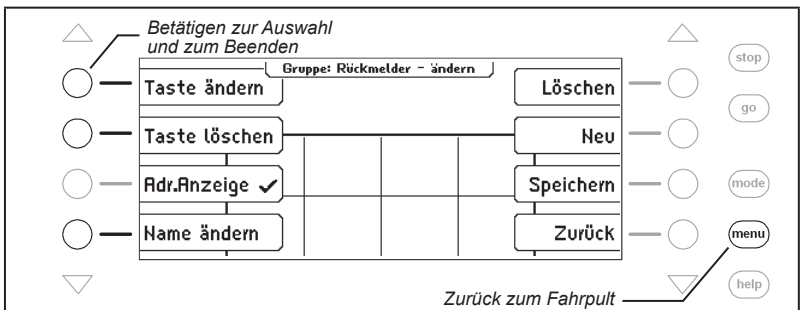 Betätigen zur Auswahl
und zum Beenden
stop
Gruppe: Rückmelder - ändern
Taste ändern
Löschen
go
Taste löschen
Neu
Adr.Anzeige ✓
Speichern
mode
Name ändern
Zurück
menu
help
Zurück zum Fahrpult